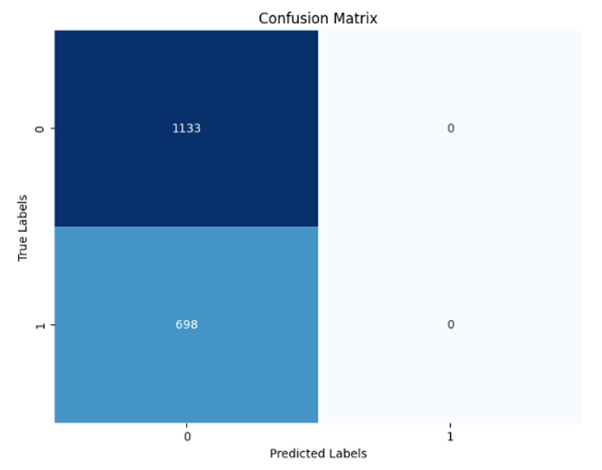 Confusion Matrix
True Labels
0
1133
0
1
698
0
0
1
Predicted Labels